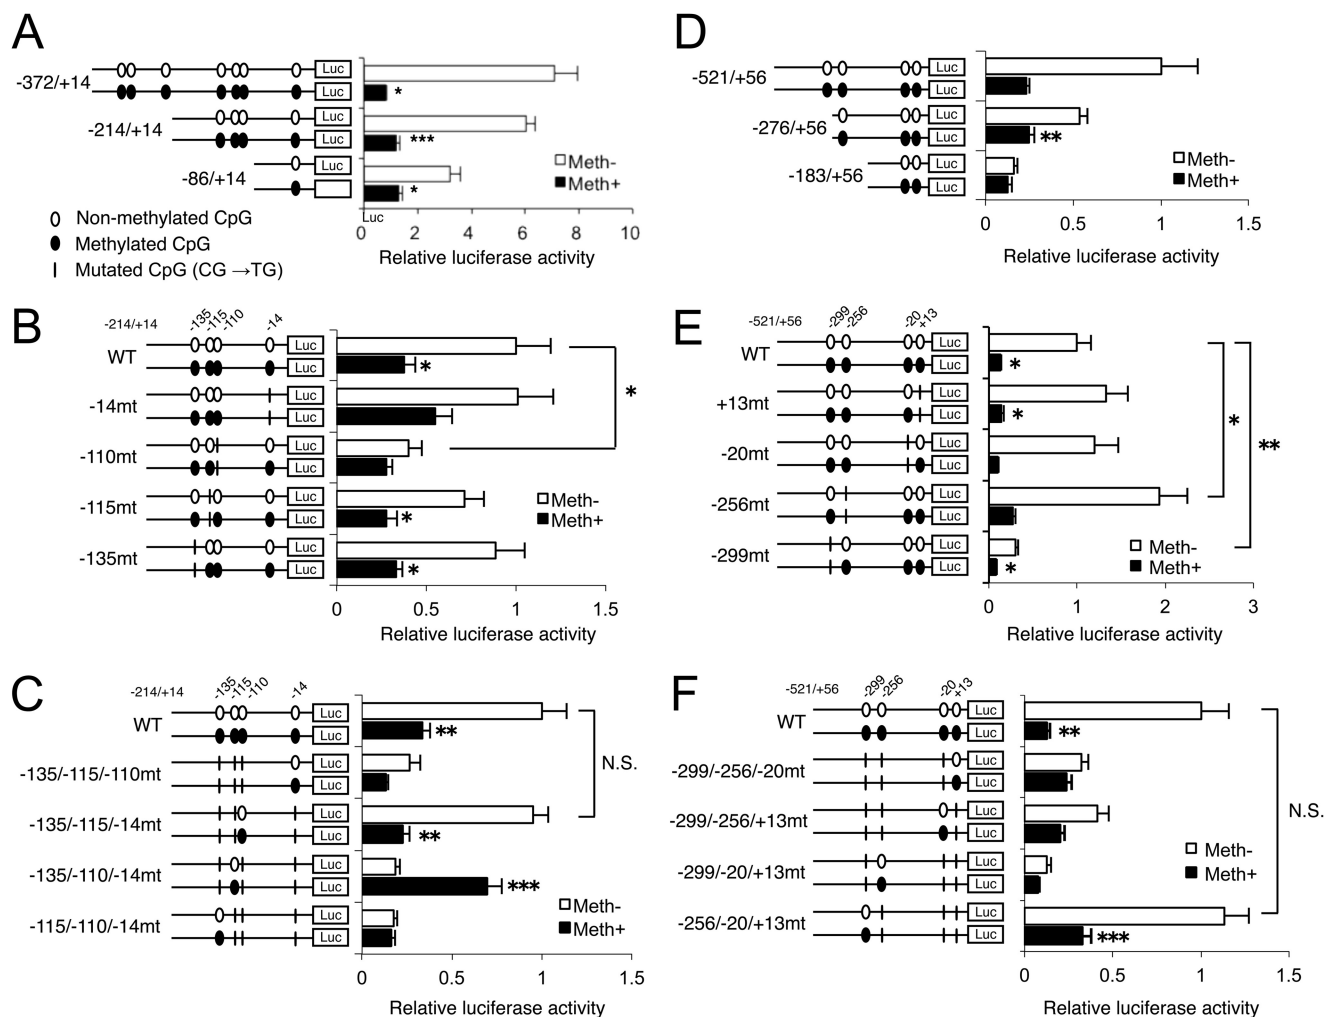 A
-372/+14
Luc
Luc *
-214/+14
Luc
Luc ***
-86/+14
Luc
*
Meth-
Meth+
Luc
0 2 4 6 8 10
Relative luciferase activity
Non-methylated CpG
Methylated CpG
Mutated CpG (CG →TG)
D
-521/+56
Luc
Luc
-276/+56
Luc
Luc **
-183/+56
Luc
Luc
Meth-
Meth+
0 0.5 1 1.5
Relative luciferase activity
B
-214/+14 -135 -115 -110 -14
WT
Luc
Luc *
-14mt
Luc
Luc
*
-110mt
Luc
Luc
-115mt
Luc
Luc *
-135mt
Luc
Luc *
Meth-
Meth+
0 0.5 1 1.5
Relative luciferase activity
E
-521/+56 -299 -256 -20 +13
WT
Luc
Luc *
+13mt
Luc
Luc *
-20mt
Luc
Luc
-256mt
Luc
Luc
-299mt
Luc
Luc *
* **
Meth-
Meth+
0 1 2 3
Relative luciferase activity
C
-214/+14 -135 -115 -110 -14
WT
Luc
Luc **
-135/-115/-110mt
Luc
Luc
N.S.
-135/-115/-14mt
Luc
Luc **
-135/-110/-14mt
Luc
Luc ***
-115/-110/-14mt
Luc
Luc
Meth-
Meth+
0 0.5 1 1.5
Relative luciferase activity
F
-521/+56 -299 -256 -20 +13
WT
Luc
Luc **
-299/-256/-20mt
Luc
Luc
-299/-256/+13mt
Luc
Luc
N.S.
-299/-20/+13mt
Luc
Luc
-256/-20/+13mt
Luc
Luc ***
Meth-
Meth+
0 0.5 1 1.5
Relative luciferase activity